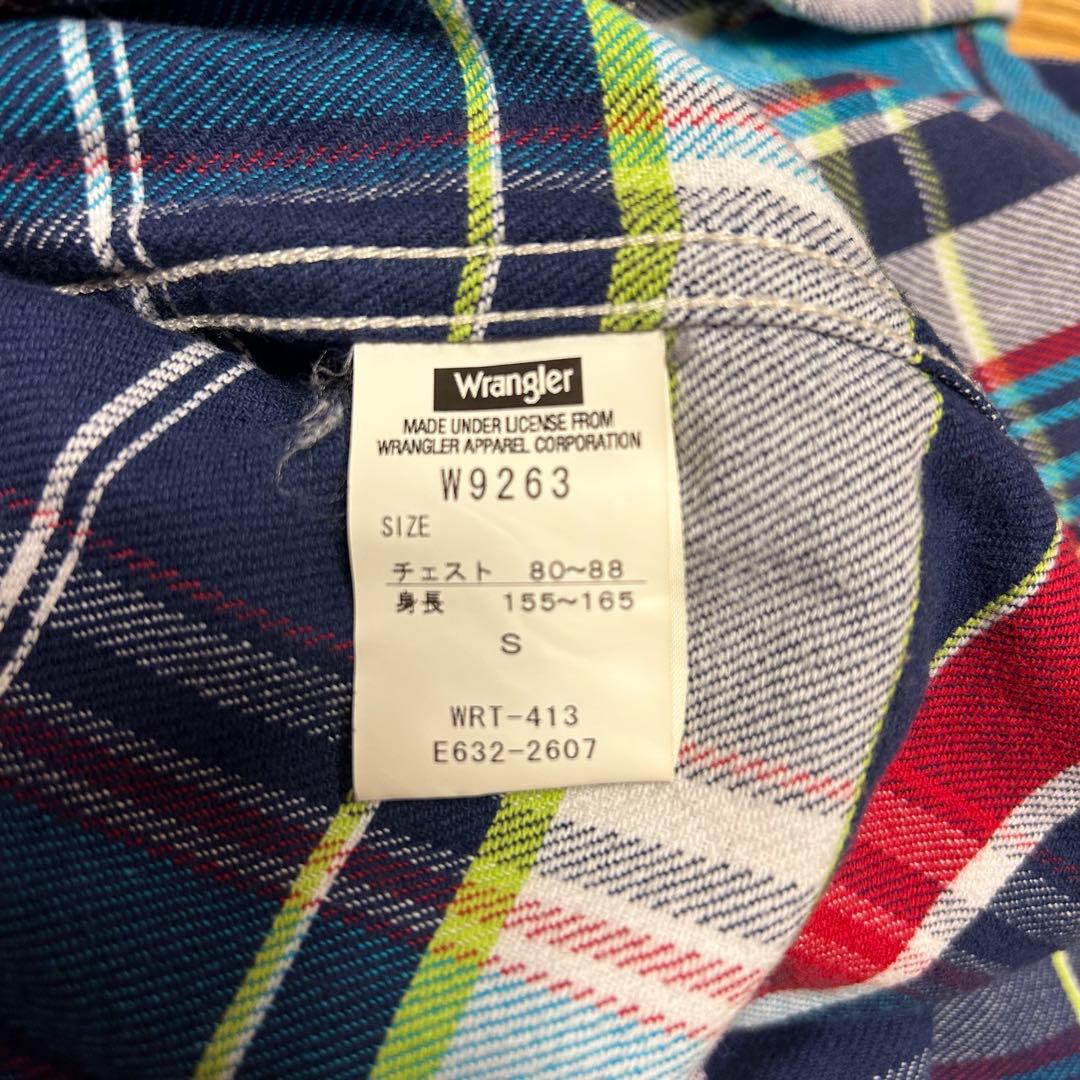 Wrangler
MADE UNDER LICENSE FROM
WRANGLER APPAREL CORPORATION
W9263
SIZE
チェスト 80~88
身長 155~165
S
WRT-413
E632-2607